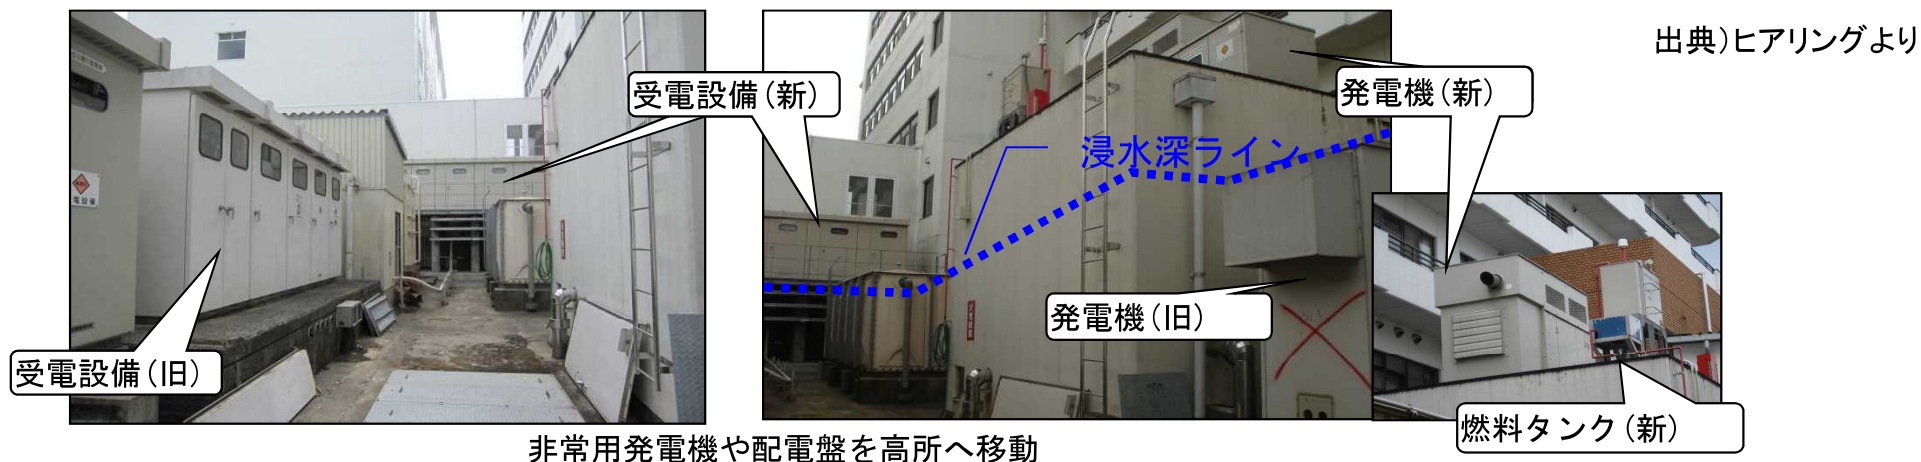 出典)ヒアリングより
受電設備(新)
発電機(新)
浸水深ライン
発電機(旧)
受電設備(旧)
燃料タンク(新)
非常用発電機や配電盤を高所へ移動